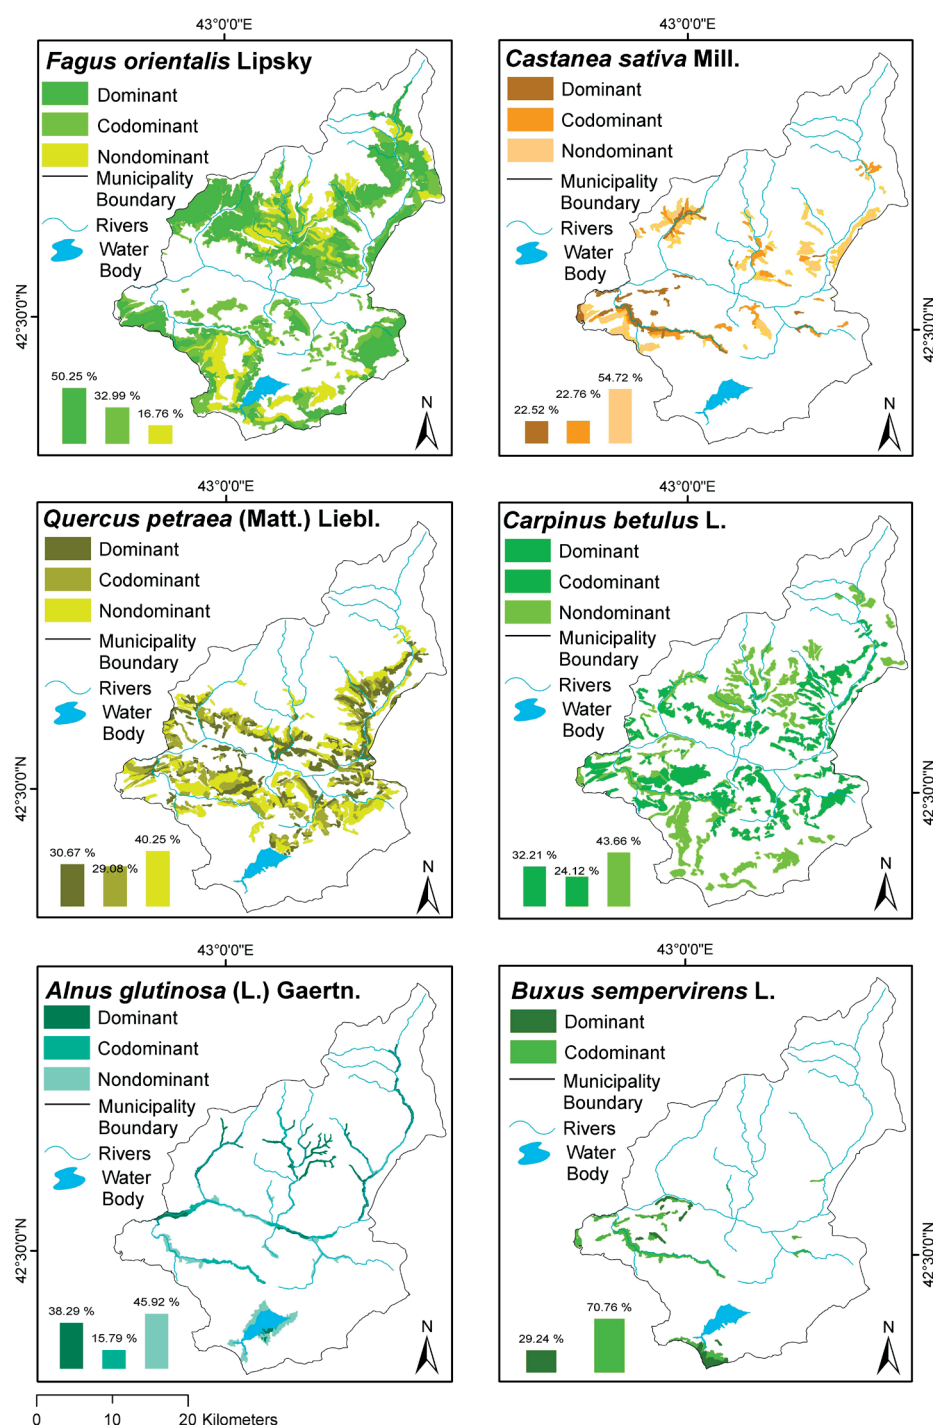 43°0'0"E
43°0'0"E
Fagus orientalis Lipsky
Dominant
Codominant
Nondominant
Municipality
Boundary
Rivers
Water
Body
42°30'0"N
50.25 %
32.99 %
16.76 %
N
Castanea sativa Mill.
Dominant
Codominant
Nondominant
Municipality
Boundary
Rivers
Water
Body
42°30'0"N
22.52 %
22.76 %
54.72 %
N
43°0'0"E
43°0'0"E
Quercus petraea (Matt.) Liebl.
Dominant
Codominant
Nondominant
Municipality
Boundary
Rivers
Water
Body
42°30'0"N
30.67 %
29.08 %
40.25 %
N
Carpinus betulus L.
Dominant
Codominant
Nondominant
Municipality
Boundary
Rivers
Water
Body
42°30'0"N
32.21 %
24.12 %
43.66 %
N
43°0'0"E
43°0'0"E
Alnus glutinosa (L.) Gaertn.
Dominant
Codominant
Nondominant
Municipality
Boundary
Rivers
Water
Body
42°30'0"N
38.29 %
15.79 %
45.92 %
N
Buxus sempervirens L.
Dominant
Codominant
Municipality
Boundary
Rivers
Water
Body
42°30'0"N
29.24 %
70.76 %
N
0 10 20 Kilometers